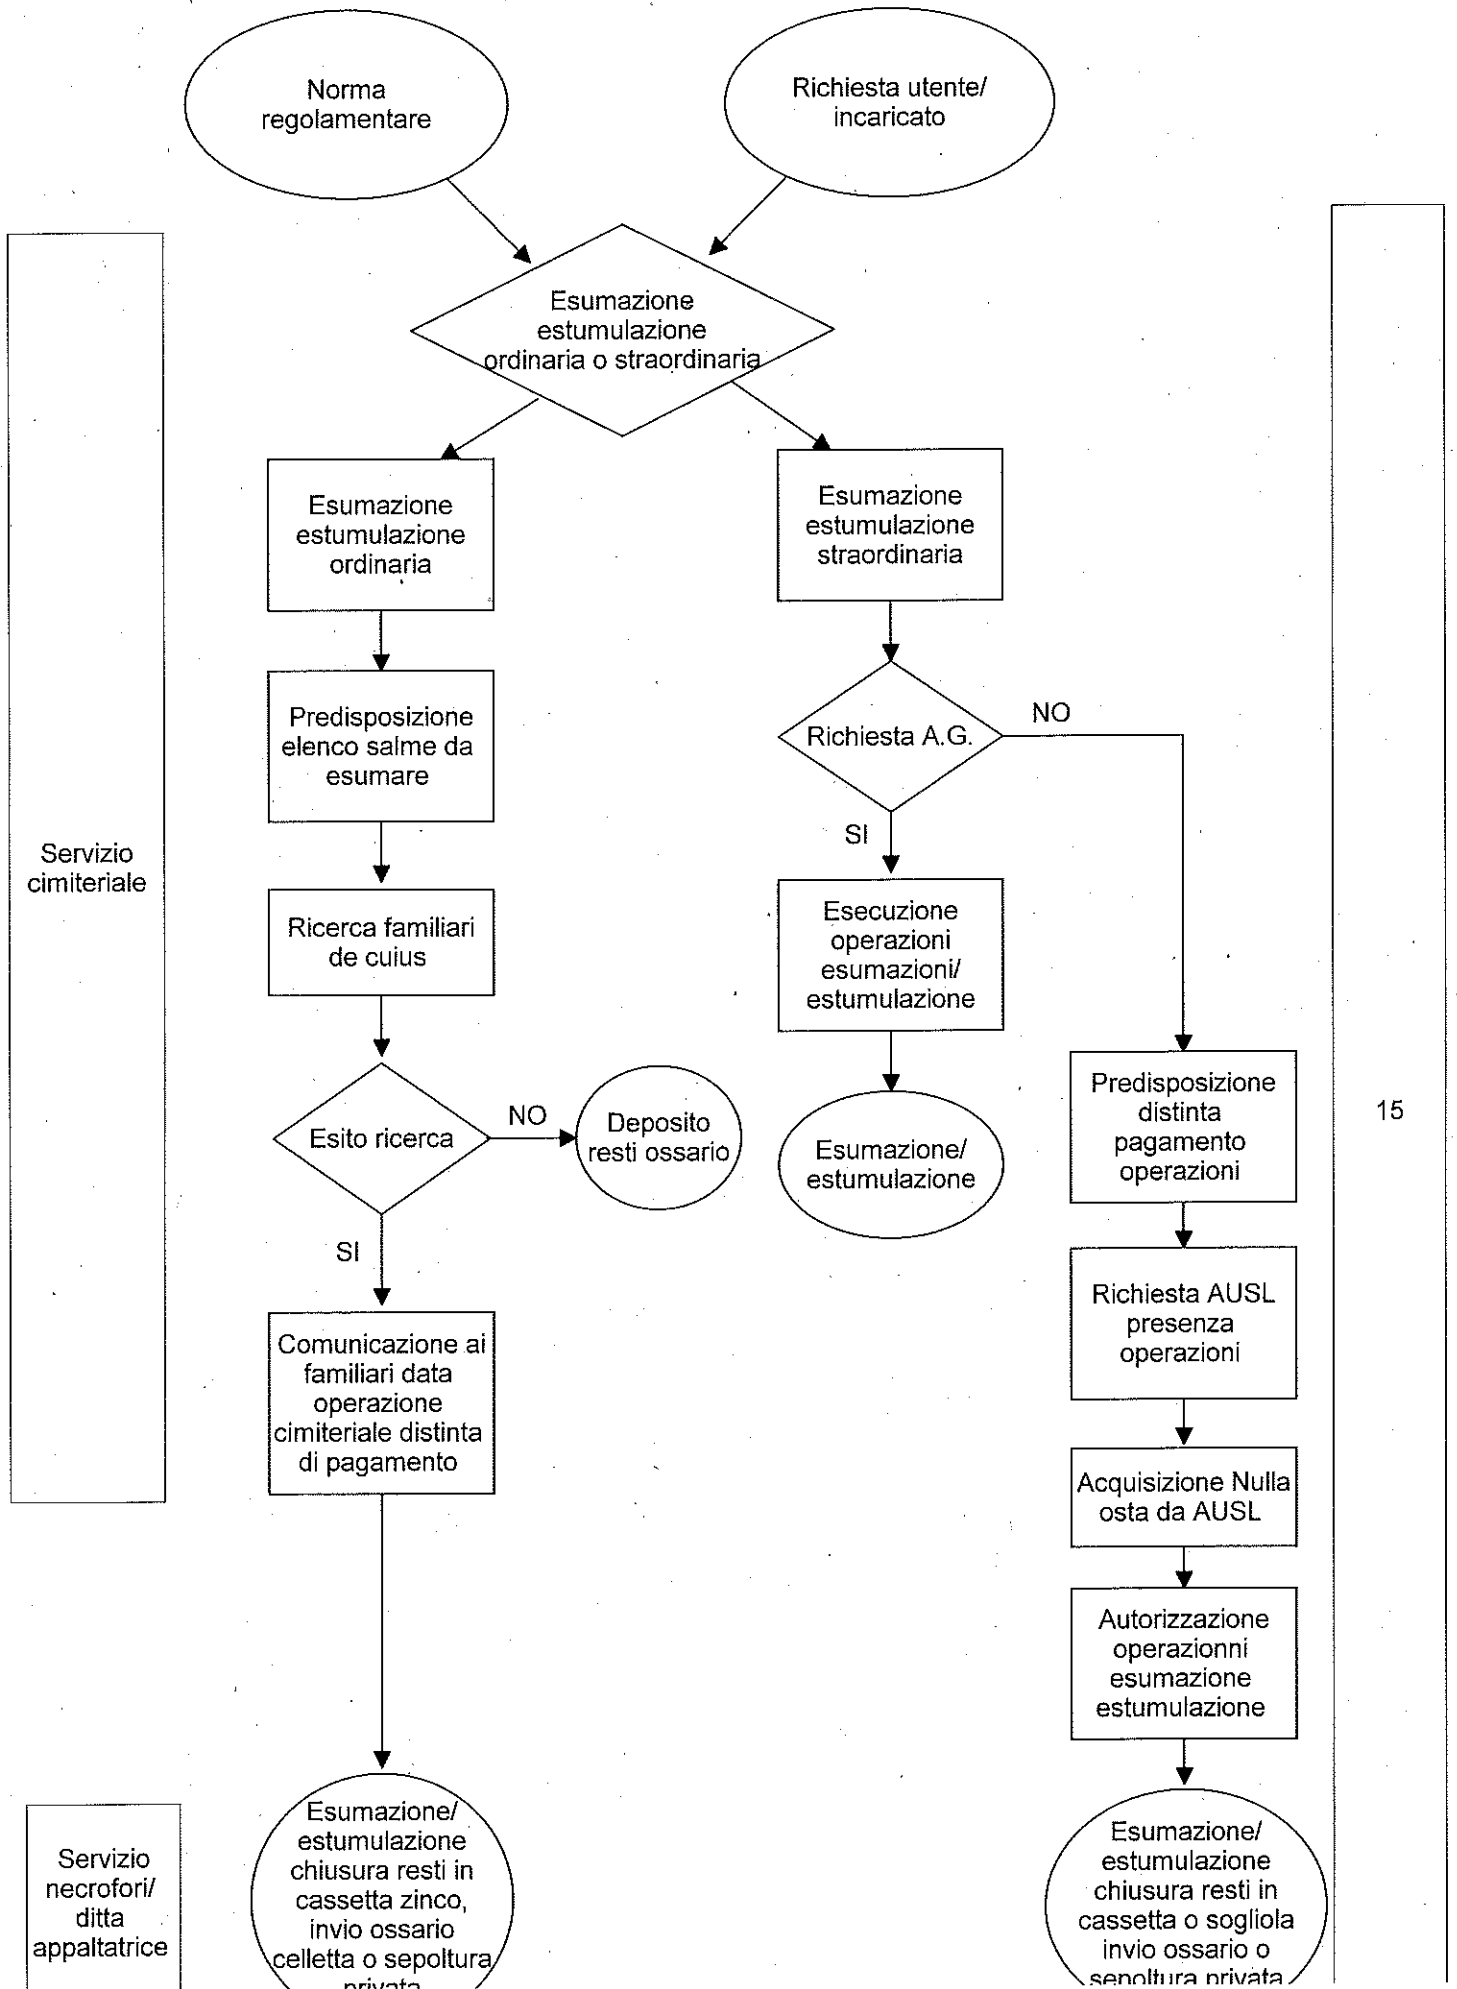 Norma
regolamentare
Richiesta utente/
incaricato
Esumazione
estumulazione
ordinaria o straordinaria
Esumazione
estumulazione
ordinaria
Esumazione
estumulazione
straordinaria
Predisposizione
elenco salme da
esumare
Richiesta A.G.
NO
SI
Servizio
cimiteriale
Ricerca familiari
de cuius
Esecuzione
operazioni
esumazioni/
estumulazione
Esito ricerca
NO
Deposito
resti ossario
Esumazione/
estumulazione
Predisposizione
distinta
pagamento
operazioni
15
SI
Comunicazione ai
familiari data
operazione
cimiteriale distinta
di pagamento
Richiesta AUSL
presenza
operazioni
Acquisizione Nulla
osta da AUSL
Autorizzazione
operazionni
esumazione
estumulazione
Servizio
necrofori/
ditta
appaltatrice
Esumazione/
estumulazione
chiusura resti in
cassetta zinco,
invio ossario
celletta o sepoltura
privata
Esumazione/
estumulazione
chiusura resti in
cassetta o sogliola
invio ossario o
sepoltura privata